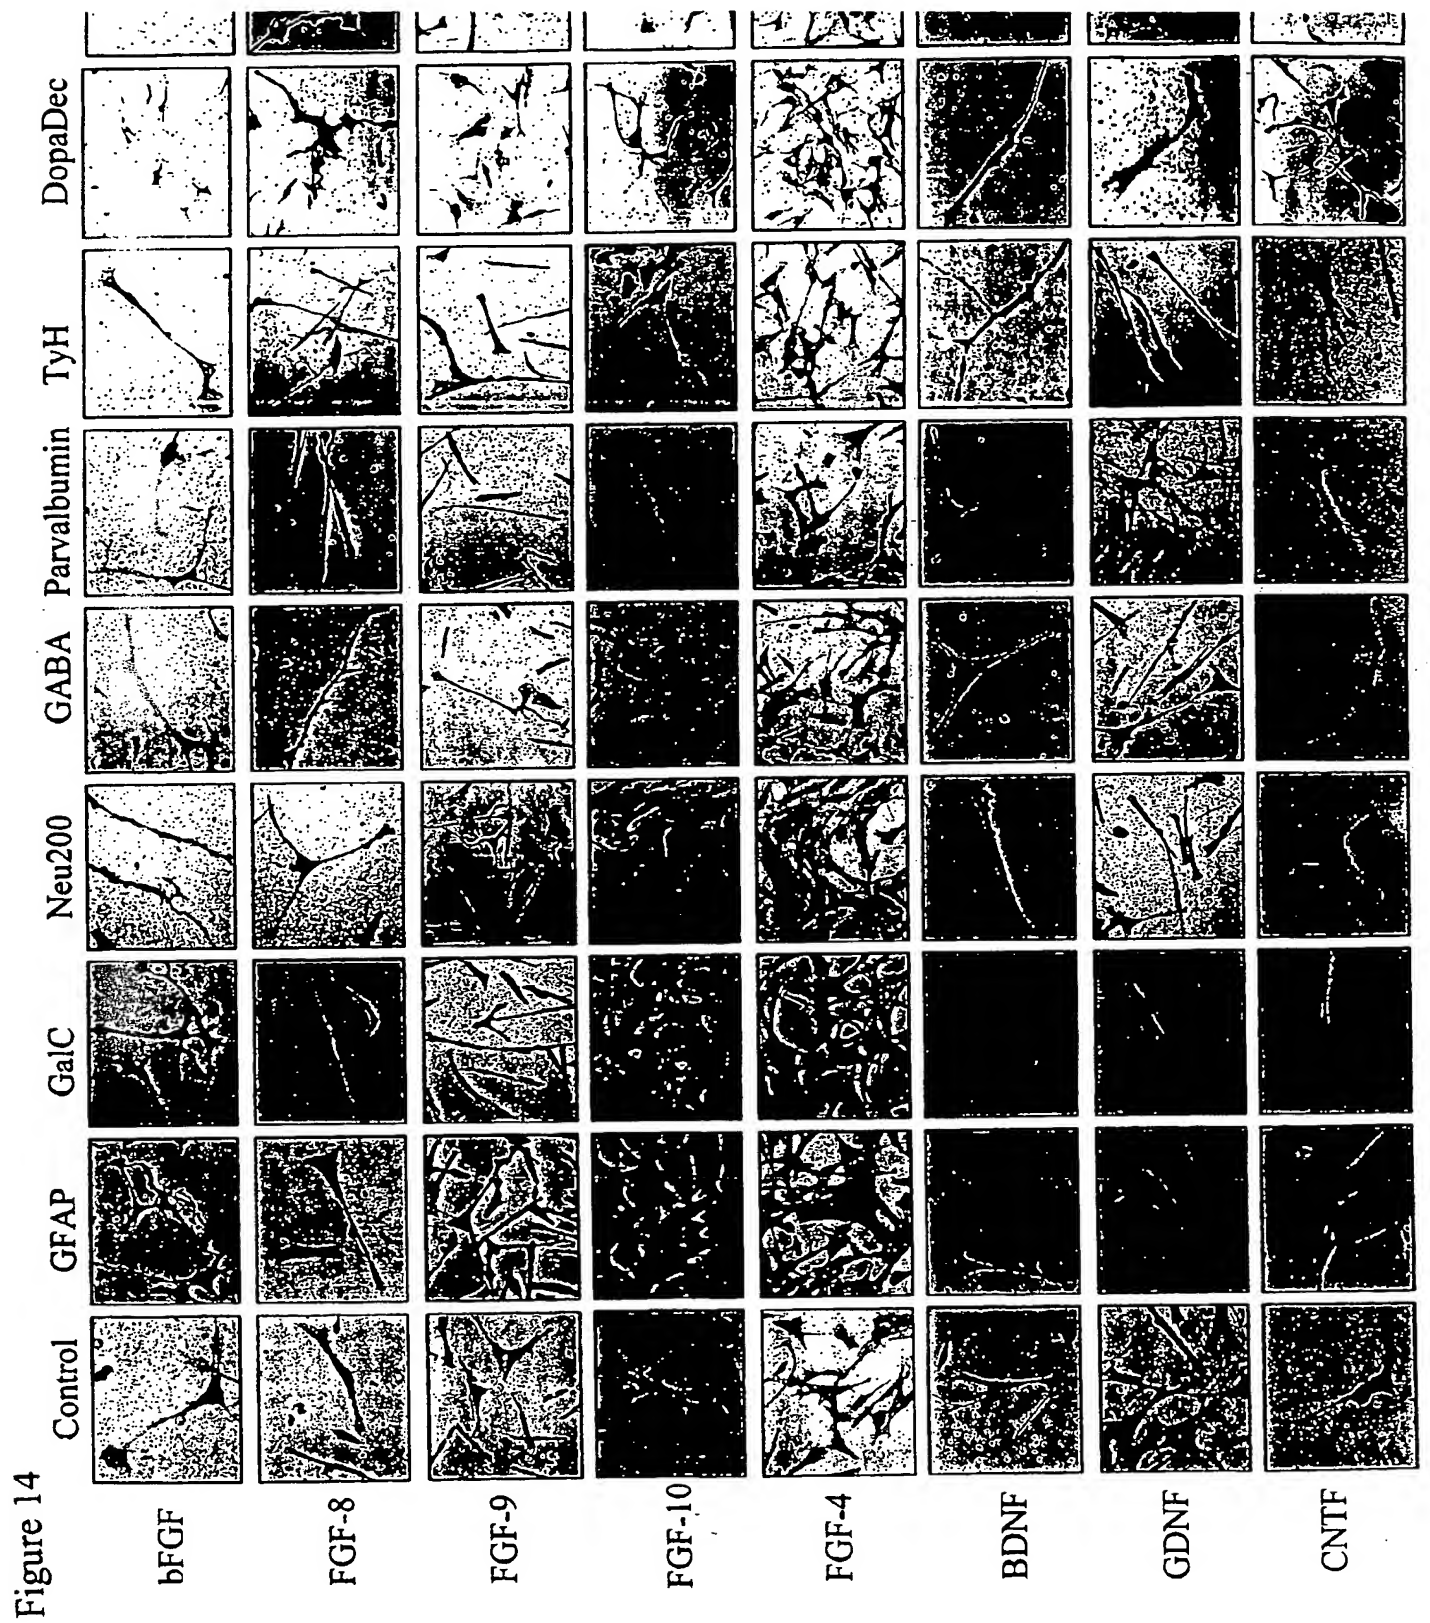 Figure 14
Control GFAP GalC Neu200 GABA Parvalbumin TyH DopaDec
bFGF
FGF-8
FGF-9
FGF-10
FGF-4
BDNF
GDNF
CNTF